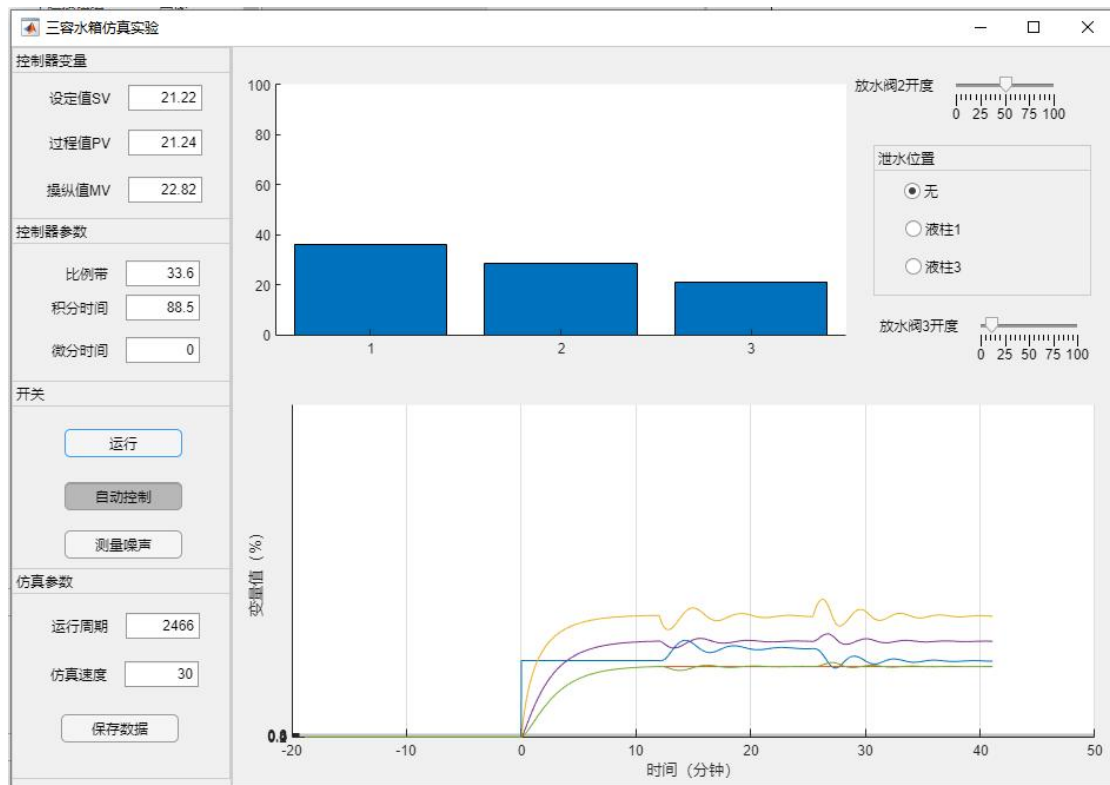 三容水箱仿真实验
控制器变量
设定值SV 21.22
过程值PV 21.24
操纵值MV 22.82
控制器参数
比例带 33.6
积分时间 88.5
微分时间 0
开关
运行
自动控制
测量噪声
仿真参数
运行周期 2466
仿真速度 30
保存数据
100
80
60
40
20
0
1 2 3
放水阀2开度
0 25 50 75 100
泄水位置
无
液柱1
液柱3
放水阀3开度
0 25 50 75 100
变量值（%）
-20 -10 0 10 20 30 40 50
时间（分钟）